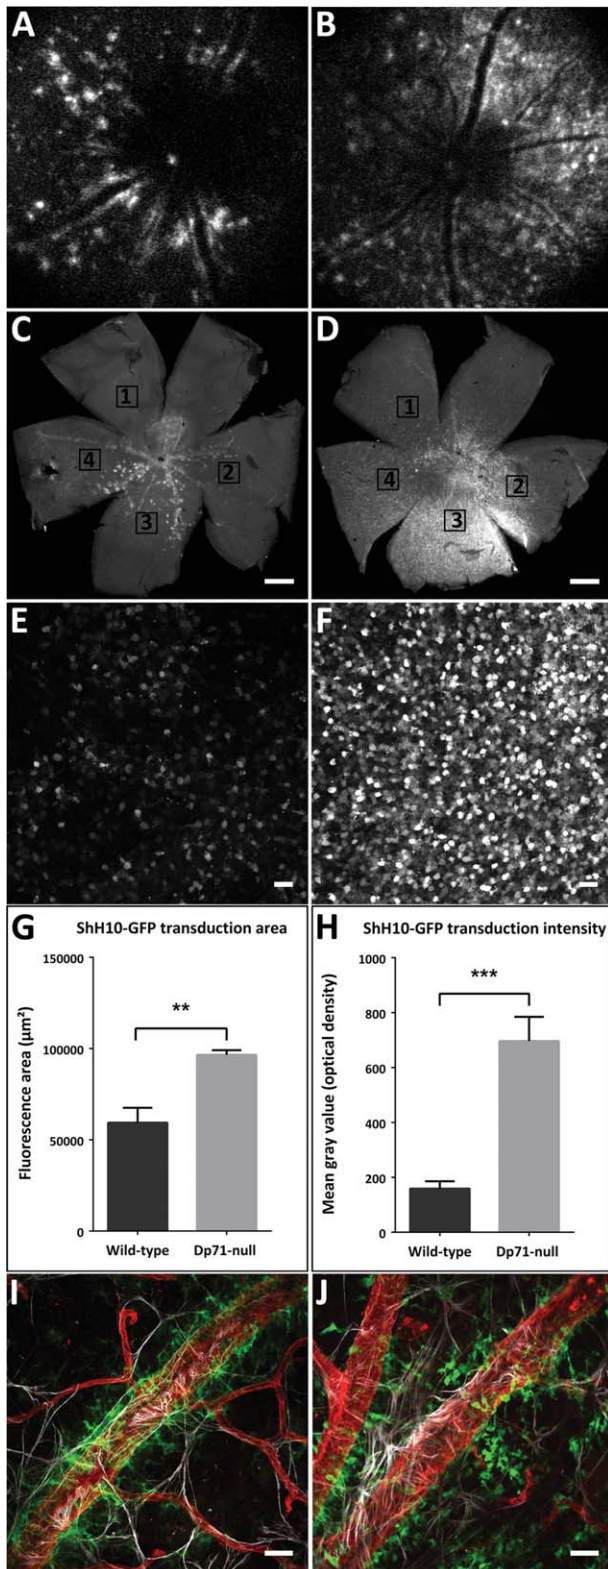 A
B
C
1
4
2
3
D
1
4
2
3
E
F
G
ShH10-GFP transduction area
150000
100000
50000
0
Fluorescence area (µm²)
**
Wild-type
Dp71-null
H
ShH10-GFP transduction intensity
1000
800
600
400
200
0
Mean gray value (optical density)
***
Wild-type
Dp71-null
I
J